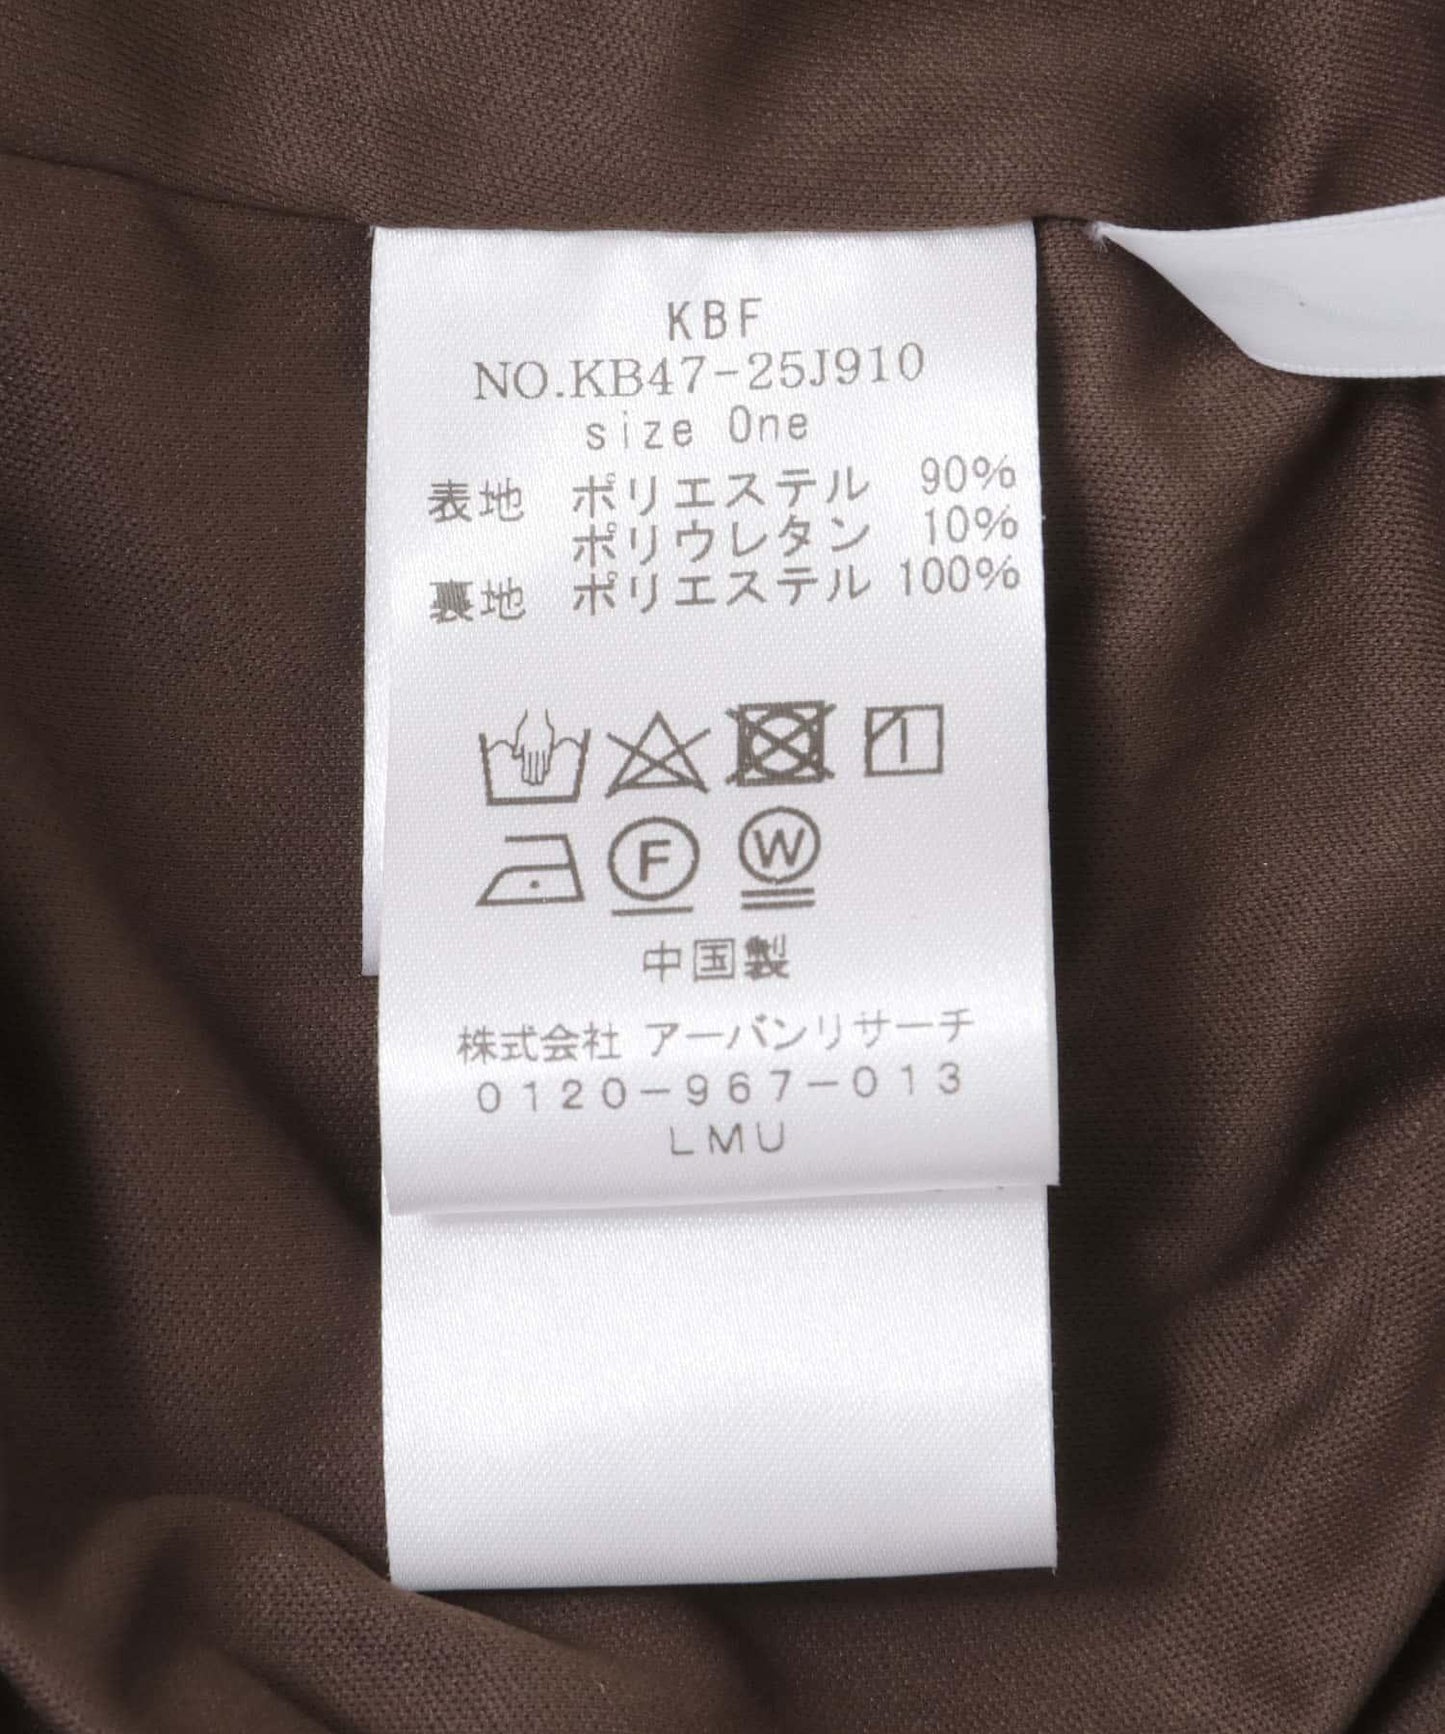 KBF
NO.KB47-25J910
size One
表地 ポリエステル 90%
ポリウレタン 10%
裏地 ポリエステル 100%
F W
中国製
株式会社 アーバンリサーチ
0120-967-013
LMU